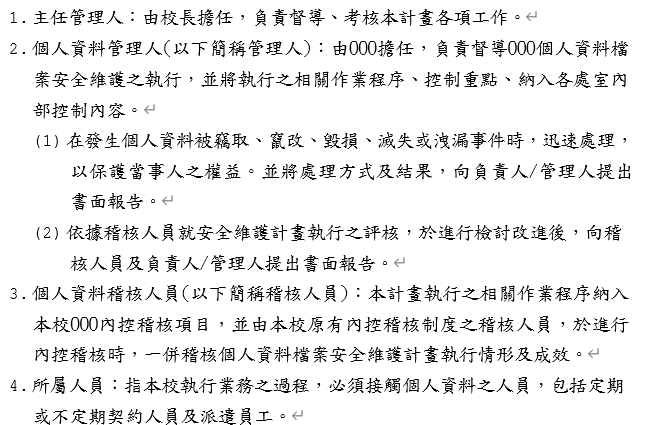 1. 主任管理人：由校長擔任，負責督導、考核本計畫各項工作。↵
2. 個人資料管理人(以下簡稱管理人)：由000擔任，負責督導000個人資料檔
案安全維護之執行，並將執行之相關作業程序、控制重點、納入各處室內
部控制內容。↵
(1) 在發生個人資料被竊取、竄改、毀損、滅失或洩漏事件時，迅速處理，
以保護當事人之權益。並將處理方式及結果，向負責人/管理人提出
書面報告。↵
(2) 依據稽核人員就安全維護計畫執行之評核，於進行檢討改進後，向稽
核人員及負責人/管理人提出書面報告。↵
3. 個人資料稽核人員(以下簡稱稽核人員)：本計畫執行之相關作業程序納入
本校000內控稽核項目，並由本校原有內控稽核制度之稽核人員，於進行
內控稽核時，一併稽核個人資料檔案安全維護計畫執行情形及成效。↵
4. 所屬人員：指本校執行業務之過程，必須接觸個人資料之人員，包括定期
或不定期契約人員及派遣員工。↵